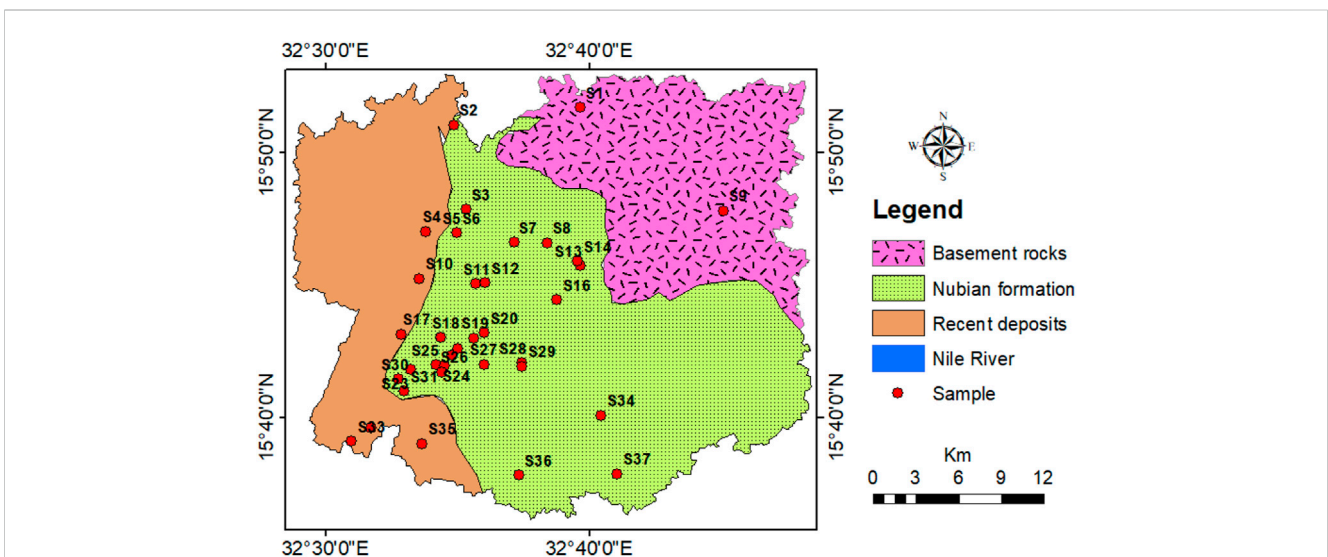 32°30'0"E 32°40'0"E
S1
S2
15°50'0"N
15°50'0"N
N
W E
S
S3
S9
S4 S5 S6
S7 S8
S13 S14
S10
S11 S12
S16
S17 S18 S19 S20
S25 S26 S27 S28 S29
S30 S31 S24
S23
S34
S33 S35
15°40'0"N
15°40'0"N
S36 S37
32°30'0"E 32°40'0"E
Legend
Basement rocks
Nubian formation
Recent deposits
Nile River
Sample
Km
0 3 6 9 12